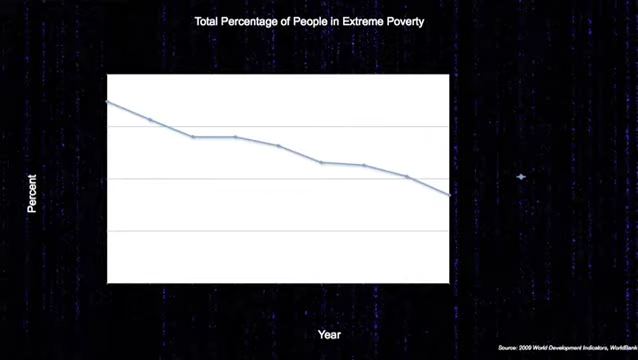 Total Percentage of People in Extreme Poverty
Percent
Year
Source: 2009 World Development Indicators, WorldBank